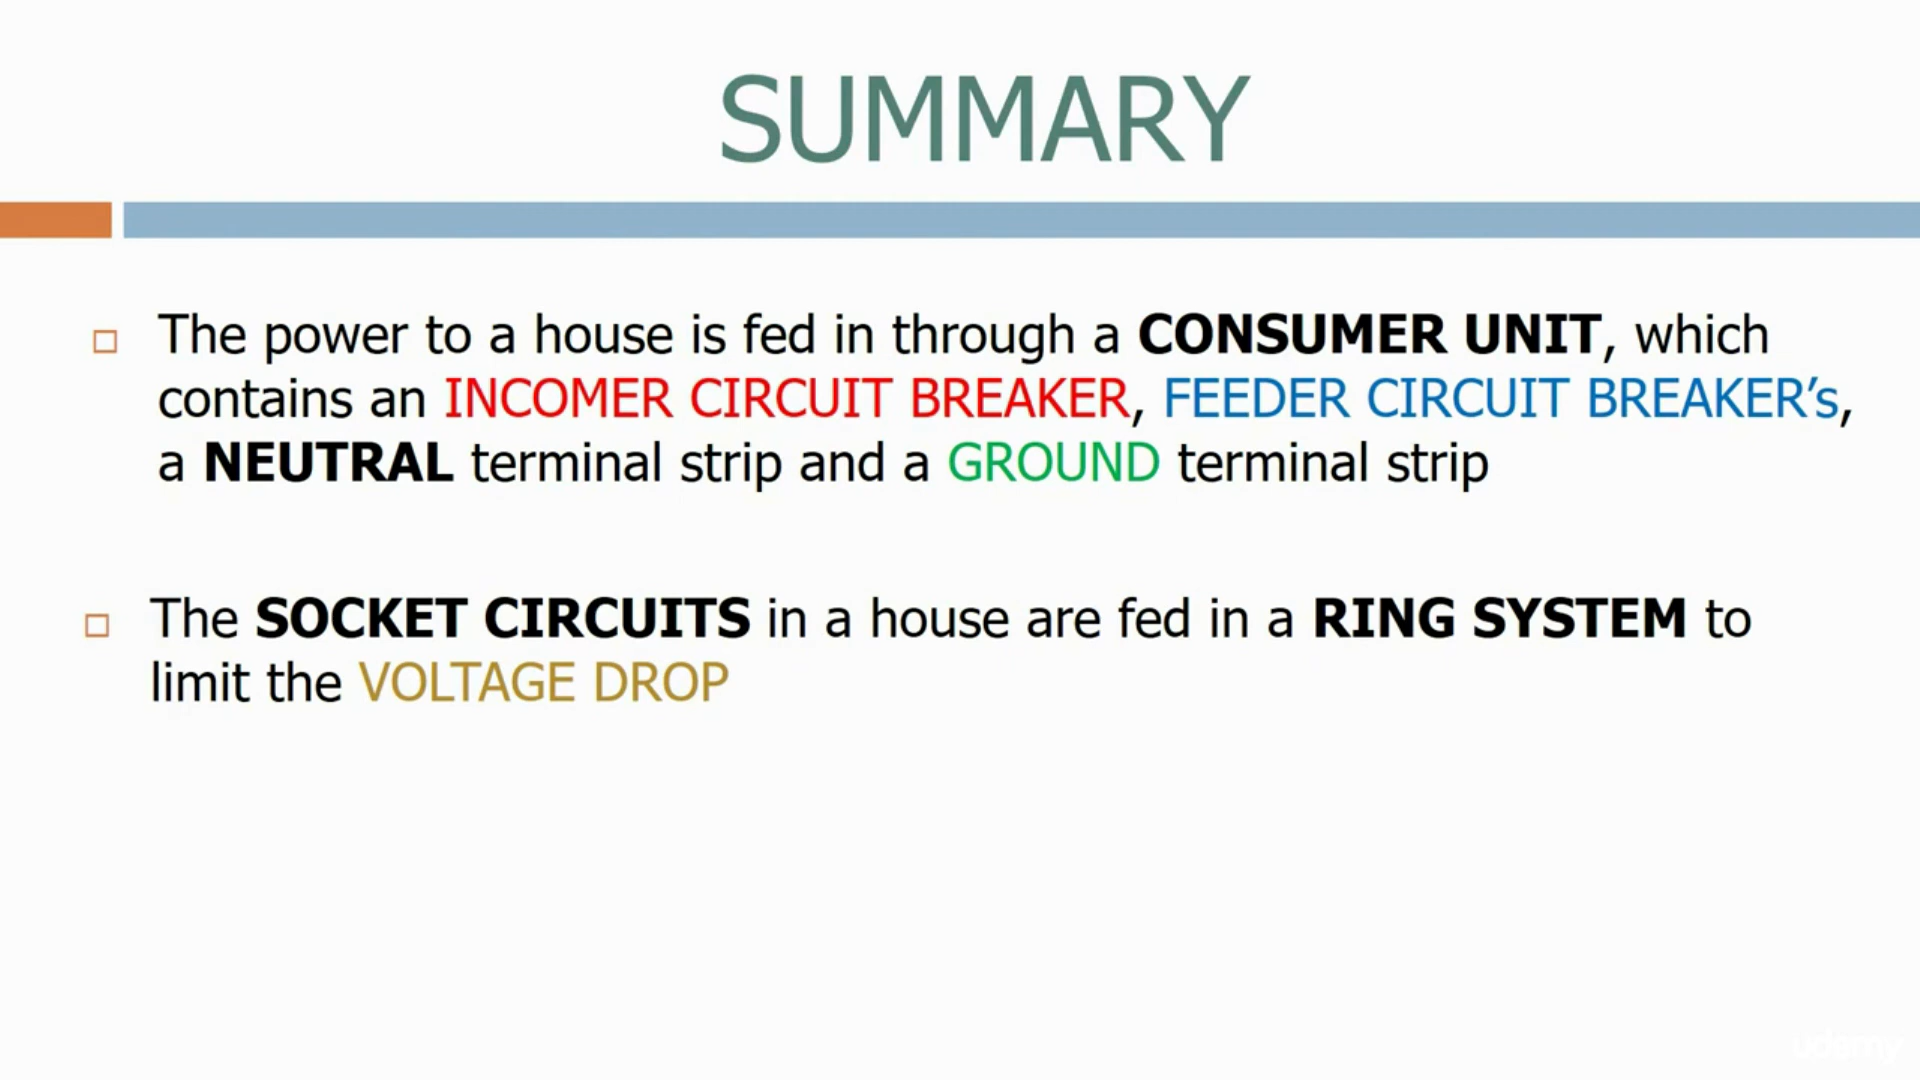 SUMMARY
The power to a house is fed in through a CONSUMER UNIT, which
contains an INCOMER CIRCUIT BREAKER, FEEDER CIRCUIT BREAKER’s,
a NEUTRAL terminal strip and a GROUND terminal strip
The SOCKET CIRCUITS in a house are fed in a RING SYSTEM to
limit the VOLTAGE DROP
udemy